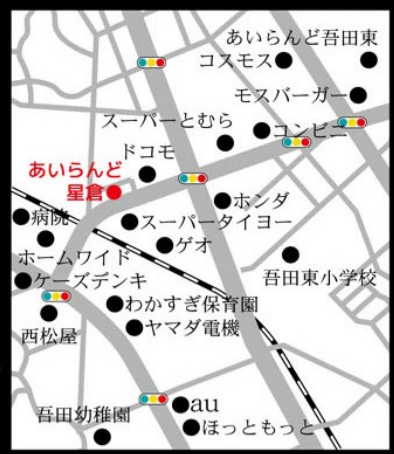 あいらんど吾田東
コスモス
モスバーガー
スーパーとむら
コンビニ
ドコモ
あいらんど
星倉
ホンダ
病院
スーパータイヨー
ゲオ
ホームワイド
吾田東小学校
ケーズデンキ
わかすぎ保育園
西松屋
ヤマダ電機
au
吾田幼稚園
ほっともっと